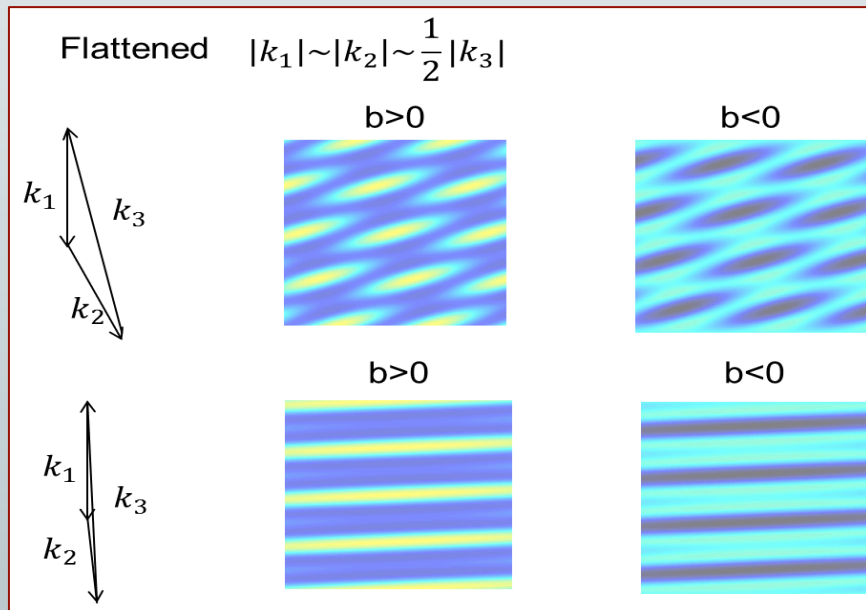 Flattened |k₁|~|k₂|~1/2|k₃|
b>0 b<0
k₁
k₃
k₂
b>0 b<0
k₁
k₃
k₂